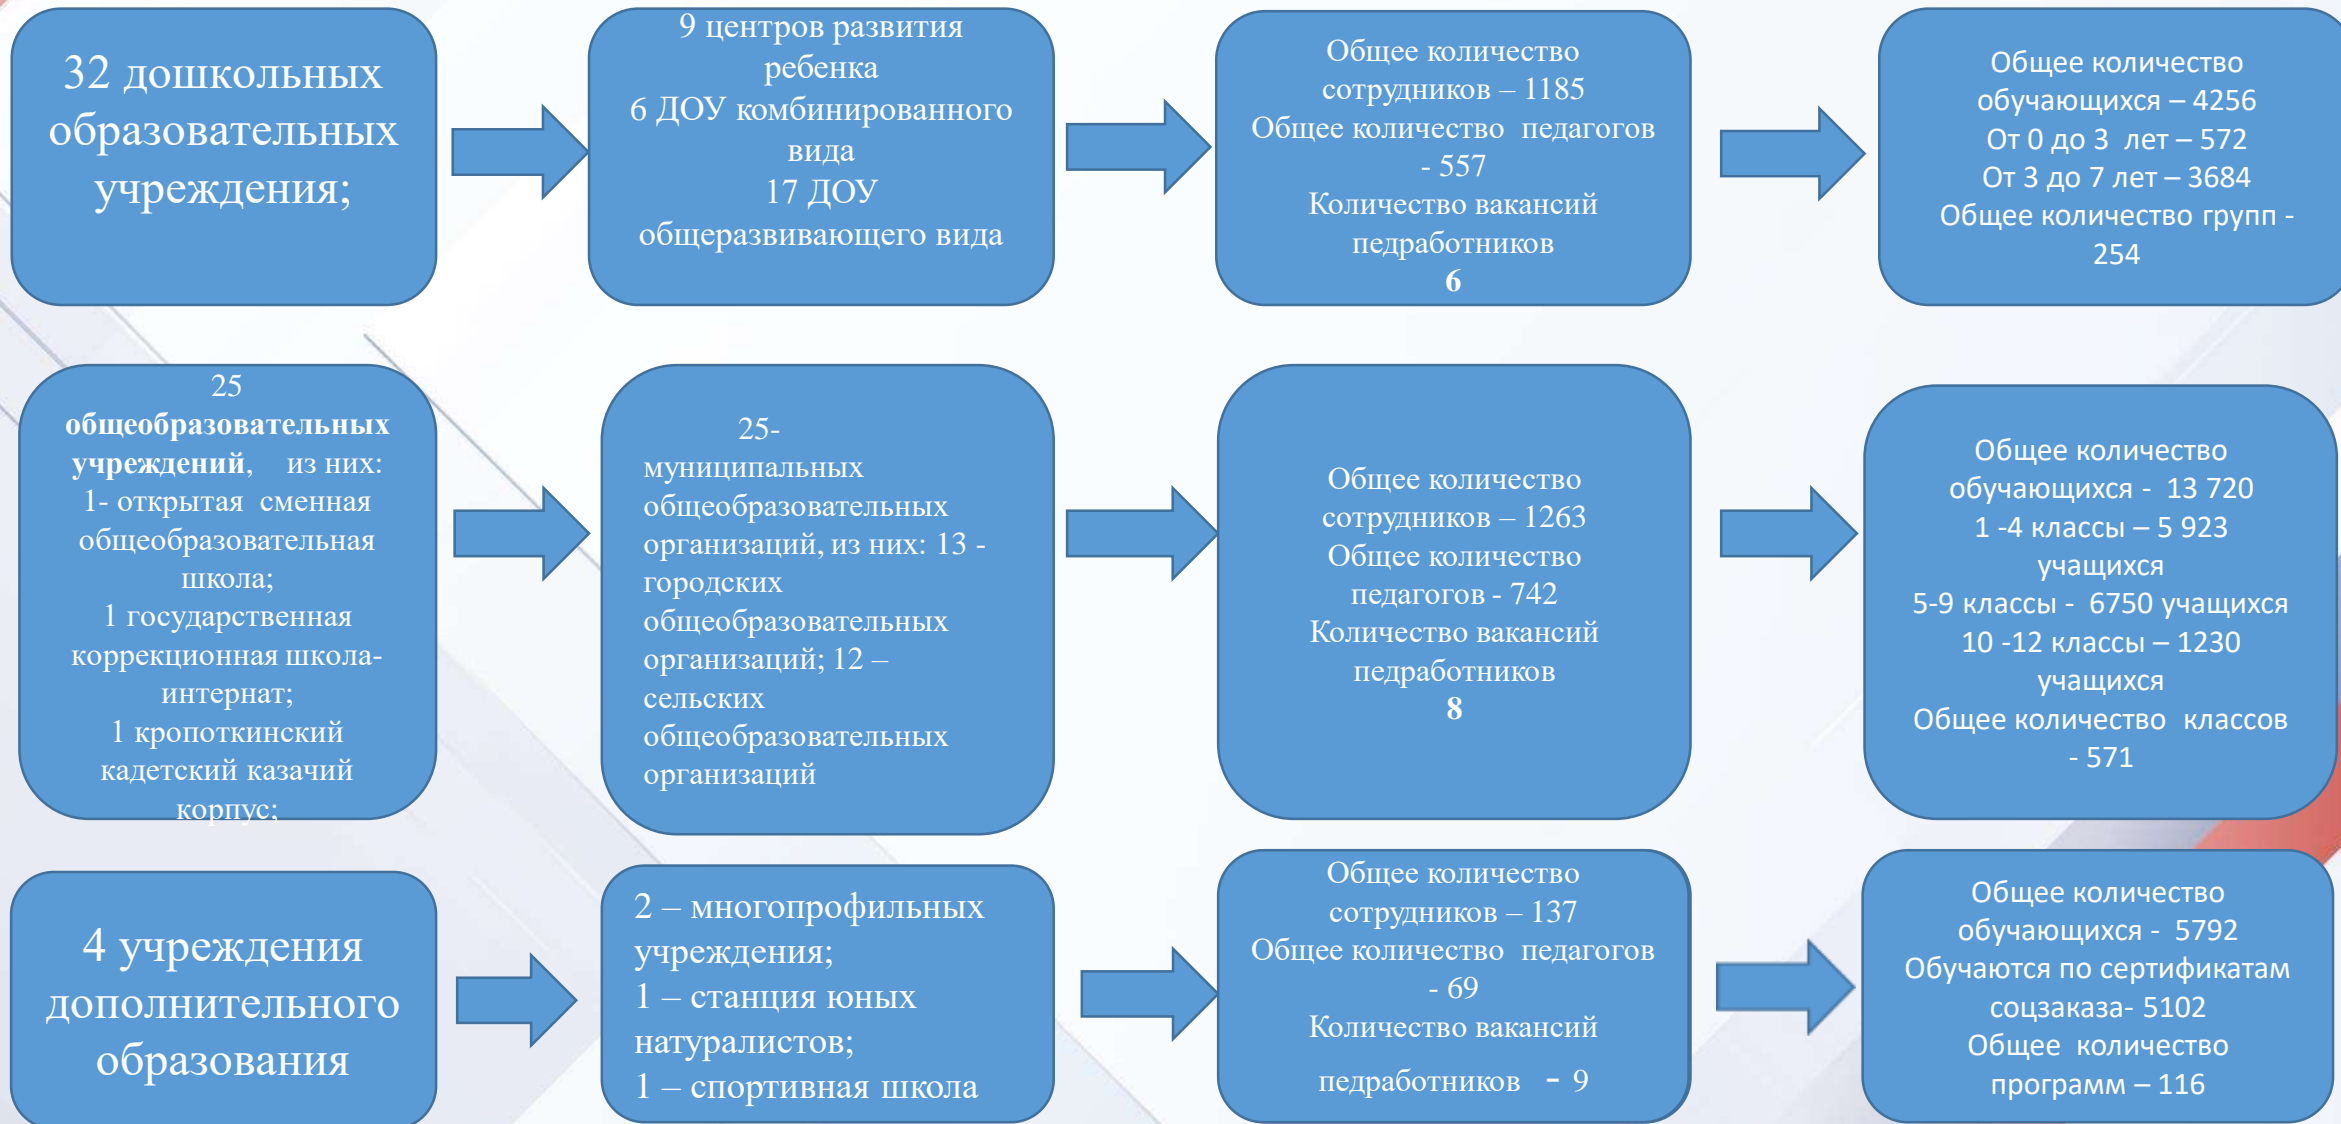 32 дошкольных
образовательных
учреждения;
9 центров развития
ребенка
6 ДОУ комбинированного
вида
17 ДОУ
общеразвивающего вида
Общее количество
сотрудников – 1185
Общее количество педагогов
- 557
Количество вакансий
педработников
6
Общее количество
обучающихся – 4256
От 0 до 3 лет – 572
От 3 до 7 лет – 3684
Общее количество групп -
254
25
общеобразовательных
учреждений, из них:
1- открытая сменная
общеобразовательная
школа;
1 государственная
коррекционная школа-
интернат;
1 кропоткинский
кадетский казачий
корпус;
25-
муниципальных
общеобразовательных
организаций, из них: 13 -
городских
общеобразовательных
организаций; 12 –
сельских
общеобразовательных
организаций
Общее количество
сотрудников – 1263
Общее количество
педагогов - 742
Количество вакансий
педработников
8
Общее количество
обучающихся - 13 720
1 -4 классы – 5 923
учащихся
5-9 классы - 6750 учащихся
10 -12 классы – 1230
учащихся
Общее количество классов
- 571
4 учреждения
дополнительного
образования
2 – многопрофильных
учреждения;
1 – станция юных
натуралистов;
1 – спортивная школа
Общее количество
сотрудников – 137
Общее количество педагогов
- 69
Количество вакансий
педработников - 9
Общее количество
обучающихся - 5792
Обучаются по сертификатам
соцзаказа- 5102
Общее количество
программ – 116